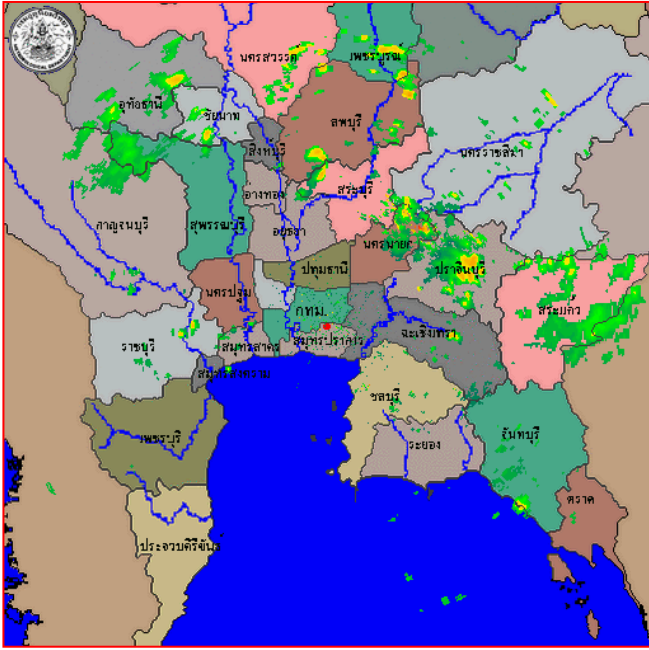 นครสวรรค์
เพชรบูรณ์
อุทัยธานี
ชัยนาท
ลพบุรี
สิงห์บุรี
นครราชสีมา
อ่างทอง
สระบุรี
กาญจนบุรี
สุพรรณบุรี
อยุธยา
นครนายก
ปทุมธานี
ปราจีนบุรี
นครปฐม
กทม.
สระแก้ว
ฉะเชิงเทรา
ราชบุรี
สมุทรสาคร
สมุทรปราการ
สมุทรสงคราม
ชลบุรี
เพชรบุรี
ระยอง
จันทบุรี
ตราด
ประจวบคีรีขันธ์